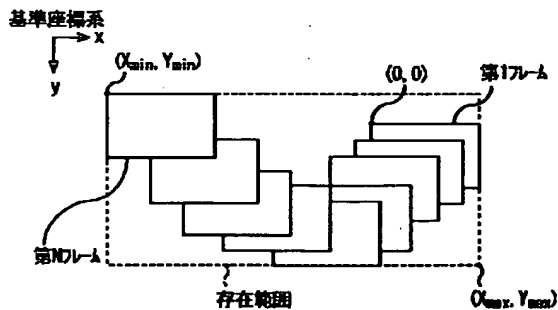 基準座標系
x
y
(Xmin, Ymin)
(0, 0)
第1フレーム
第Nフレーム
存在範囲
(Xmax, Ymax)